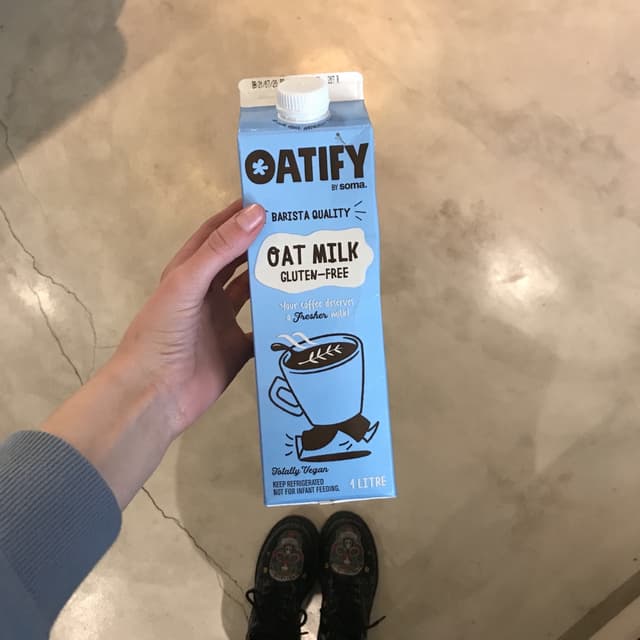 OATIFY
BY soma.
BARISTA QUALITY
OAT MILK
GLUTEN-FREE
Your coffee deserves
a Fresher milk!
Totally Vegan
KEEP REFRIGERATED
NOT FOR INFANT FEEDING.
1 LITRE